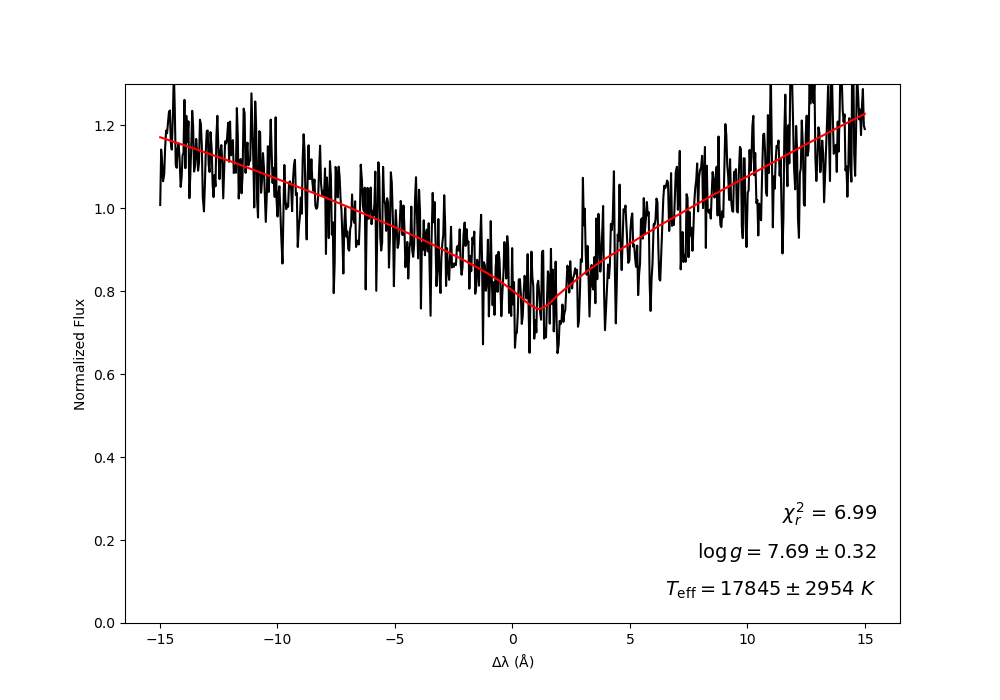 Normalized Flux
1.2
1.0
0.8
0.6
0.4
0.2
0.0
χ²ᵣ = 6.99
log g = 7.69 ± 0.32
T_eff = 17845 ± 2954 K
−15 −10 −5 0 5 10 15
Δλ (Å)